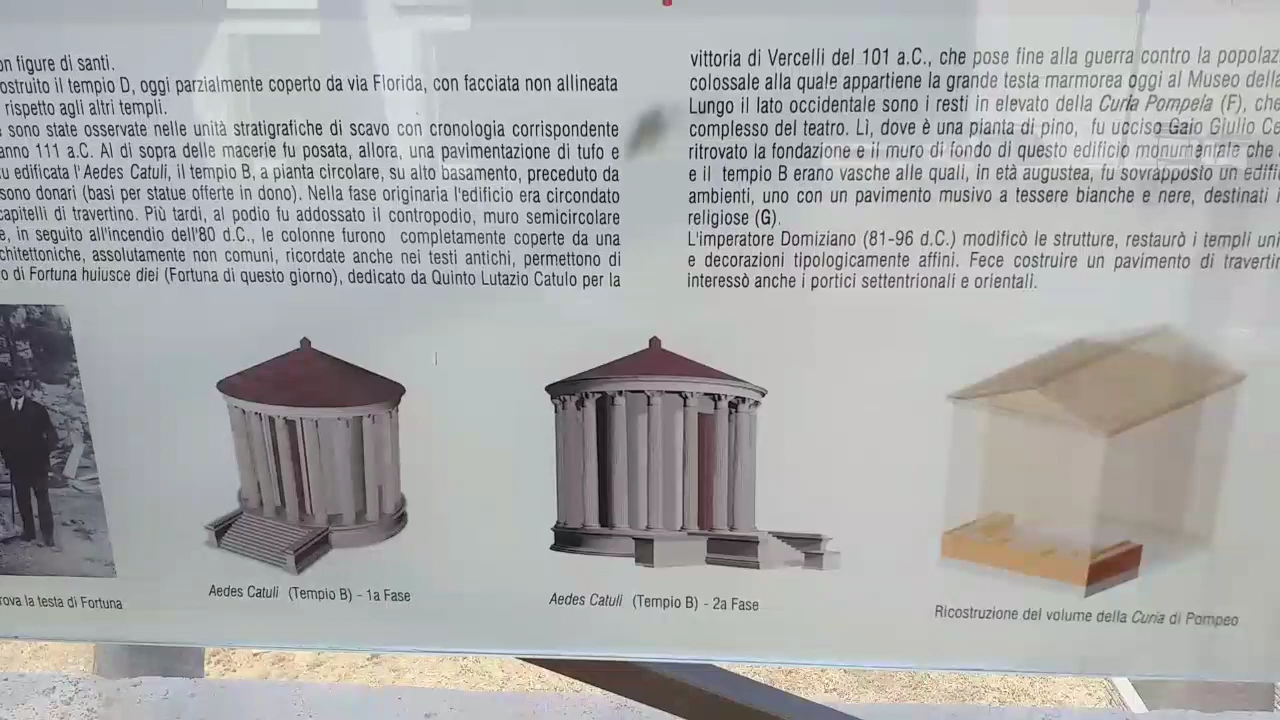 on figure di santi.
ostruito il tempio D, oggi parzialmente coperto da via Florida, con facciata non allineata
rispetto agli altri templi.
sono state osservate nelle unità stratigrafiche di scavo con cronologia corrispondente
anno 111 a.C. Al di sopra delle macerie fu posata, allora, una pavimentazione di tufo e
u edificata l'Aedes Catuli, il tempio B, a pianta circolare, su alto basamento, preceduto da
sono donari (basi per statue offerte in dono). Nella fase originaria l'edificio era circondato
capitelli di travertino. Più tardi, al podio fu addossato il contropodio, muro semicircolare
e, in seguito all'incendio dell'80 d.C., le colonne furono completamente coperte da una
chitettoniche, assolutamente non comuni, ricordate anche nei testi antichi, permettono di
o di Fortuna huiusce diei (Fortuna di questo giorno), dedicato da Quinto Lutazio Catulo per la
vittoria di Vercelli del 101 a.C., che pose fine alla guerra contro la popolaz
colossale alla quale appartiene la grande testa marmorea oggi al Museo della
Lungo il lato occidentale sono i resti in elevato della Curia Pompeia (F), che
complesso del teatro. Lì, dove è una pianta di pino, fu ucciso Gaio Giulio Ce
ritrovato la fondazione e il muro di fondo di questo edificio monumentale che
e il tempio B erano vasche alle quali, in età augustea, fu sovrapposto un edifi
ambienti, uno con un pavimento musivo a tessere bianche e nere, destinati
religiose (G).
L'imperatore Domiziano (81-96 d.C.) modificò le strutture, restaurò i templi uni
e decorazioni tipologicamente affini. Fece costruire un pavimento di travertin
interessò anche i portici settentrionali e orientali.
rova la testa di Fortuna
Aedes Catuli (Tempio B) - 1a Fase
Aedes Catuli (Tempio B) - 2a Fase
Ricostruzione del volume della Curia di Pompeo